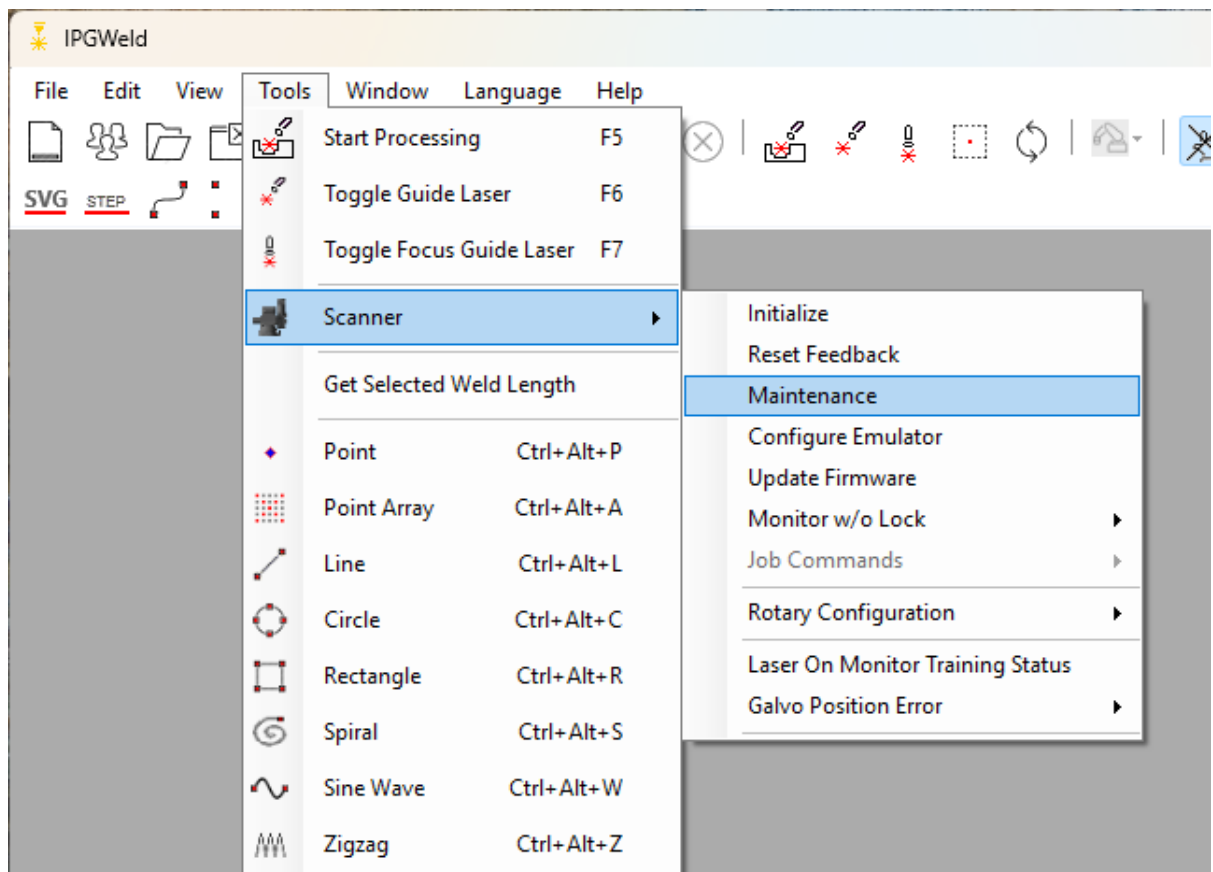 IPGWeld
File Edit View Tools Window Language Help
Start Processing F5
SVG STEP
Toggle Guide Laser F6
Toggle Focus Guide Laser F7
Scanner
Get Selected Weld Length
Point Ctrl+Alt+P
Point Array Ctrl+Alt+A
Line Ctrl+Alt+L
Circle Ctrl+Alt+C
Rectangle Ctrl+Alt+R
Spiral Ctrl+Alt+S
Sine Wave Ctrl+Alt+W
Zigzag Ctrl+Alt+Z
Initialize
Reset Feedback
Maintenance
Configure Emulator
Update Firmware
Monitor w/o Lock
Job Commands
Rotary Configuration
Laser On Monitor Training Status
Galvo Position Error